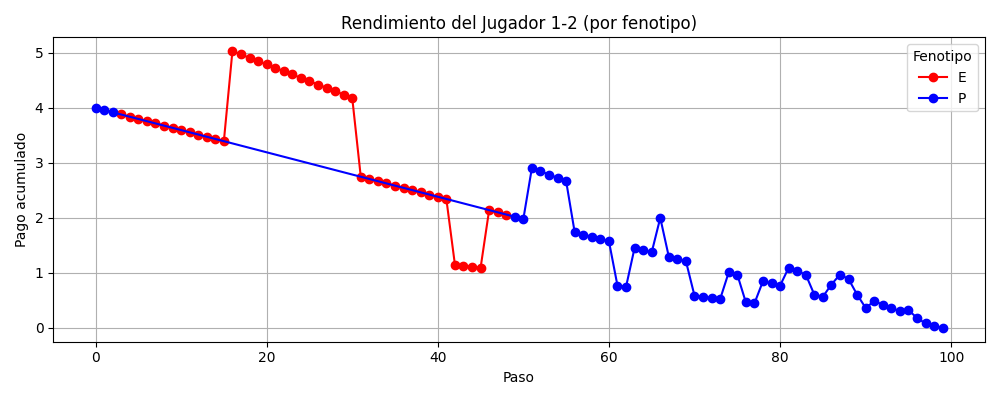 Rendimiento del Jugador 1-2 (por fenotipo)
Pago acumulado
5
4
3
2
1
0
Fenotipo
E
P
0 20 40 60 80 100
Paso